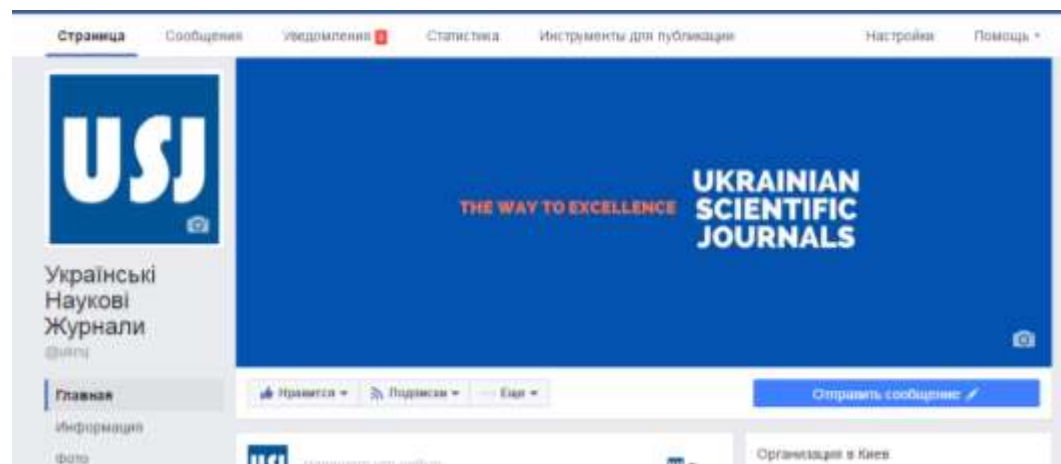 Страница Сообщения Уведомления Статистика Инструменты для публикации Настройки Помощь
USJ
THE WAY TO EXCELLENCE
UKRAINIAN
SCIENTIFIC
JOURNALS
Українські
Наукові
Журнали
Главная
Информация
Фото
Нравится Подписки Еще Отправить сообщение
USJ
Организация в Киев